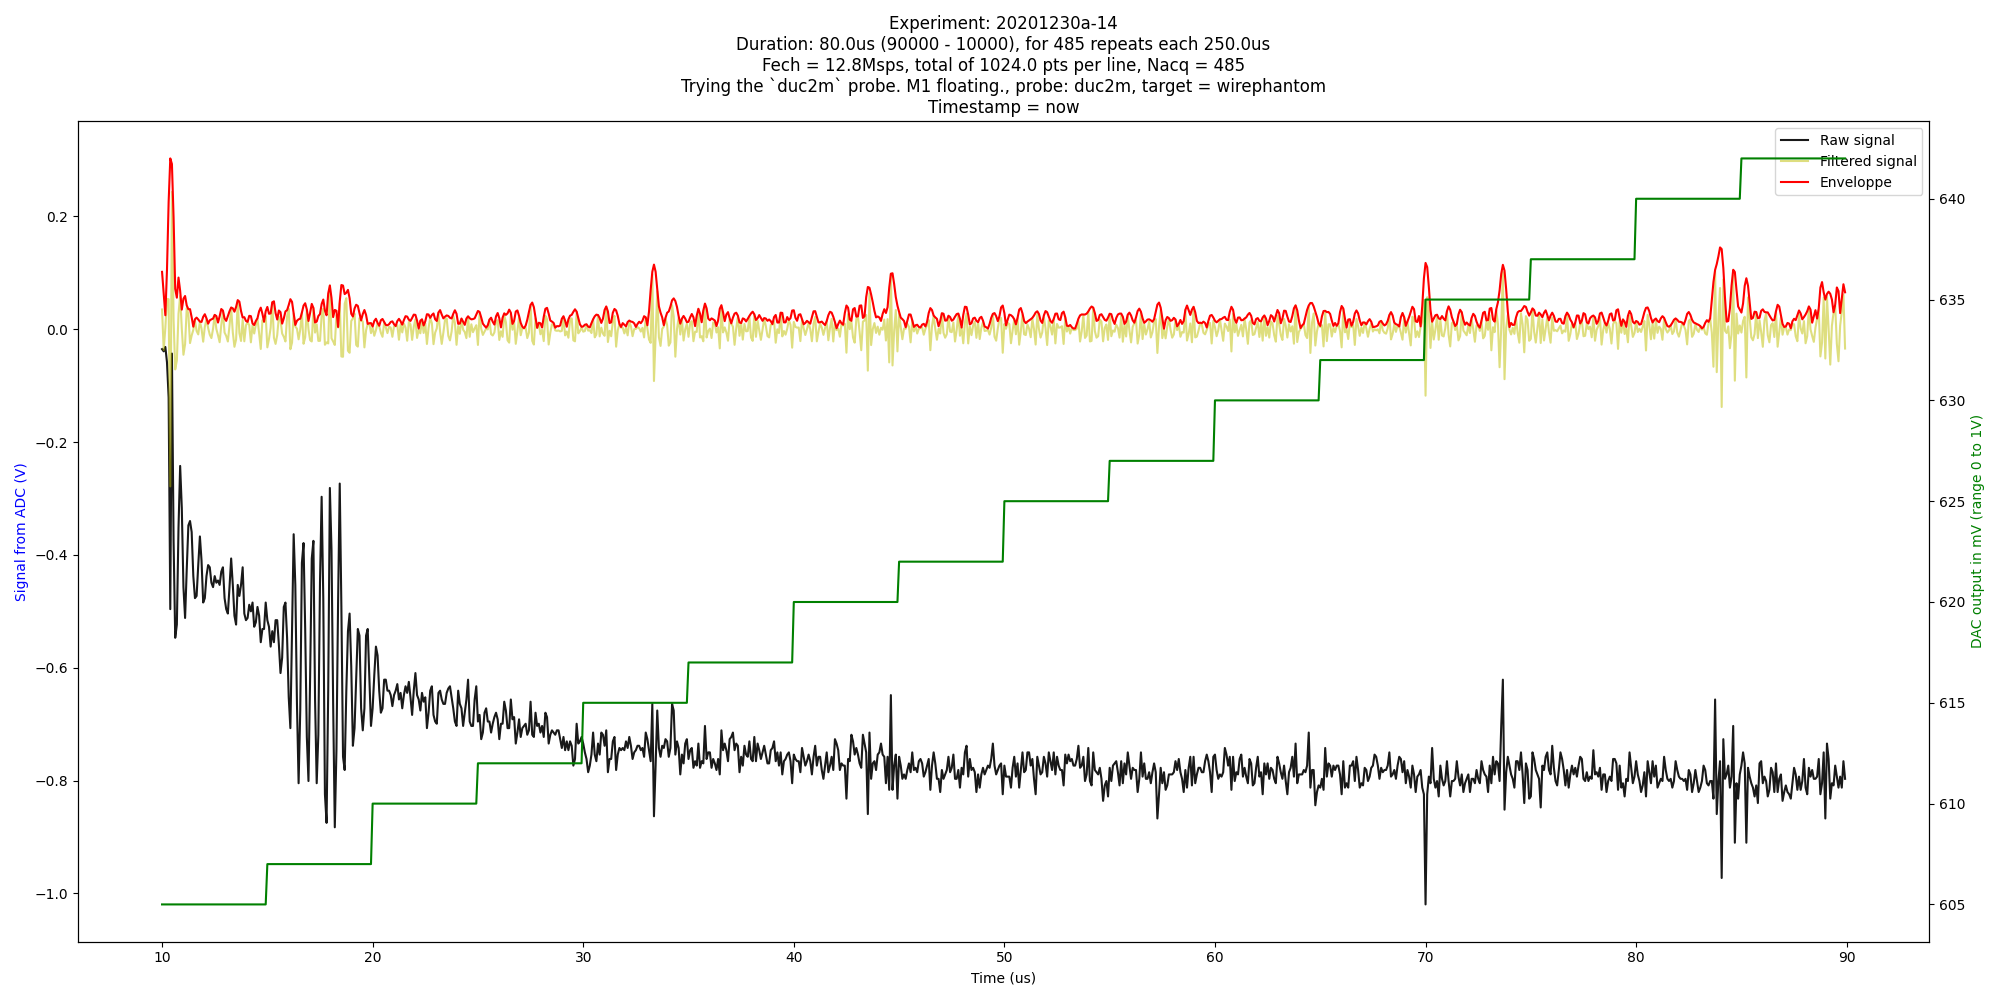 Experiment: 20201230a-14
Duration: 80.0us (90000 - 10000), for 485 repeats each 250.0us
Fech = 12.8Msps, total of 1024.0 pts per line, Nacq = 485
Trying the `duc2m` probe. M1 floating., probe: duc2m, target = wirephantom
Timestamp = now
Raw signal
Filtered signal
Enveloppe
Signal from ADC (V)
0.2
0.0
−0.2
−0.4
−0.6
−0.8
−1.0
640
635
630
625
620
615
610
605
DAC output in mV (range 0 to 1V)
10 20 30 40 50 60 70 80 90
Time (us)